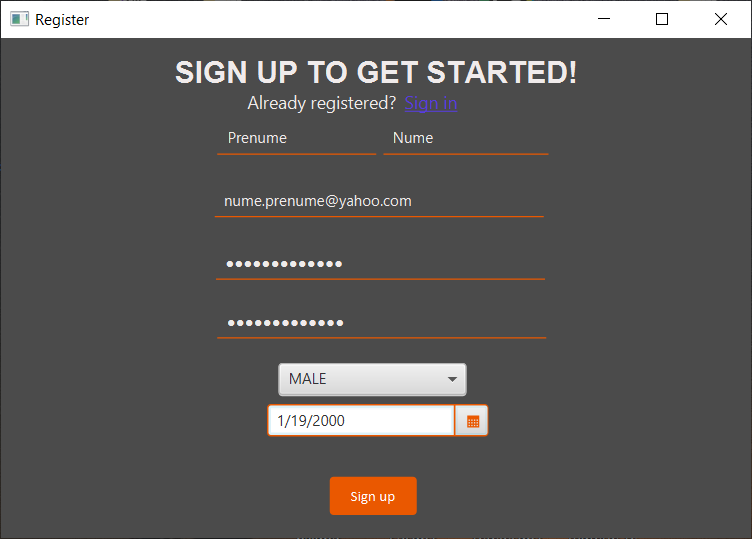 Register
SIGN UP TO GET STARTED!
Already registered? Sign in
Prenume Nume
nume.prenume@yahoo.com
•••••••••••••
•••••••••••••
MALE
1/19/2000
Sign up